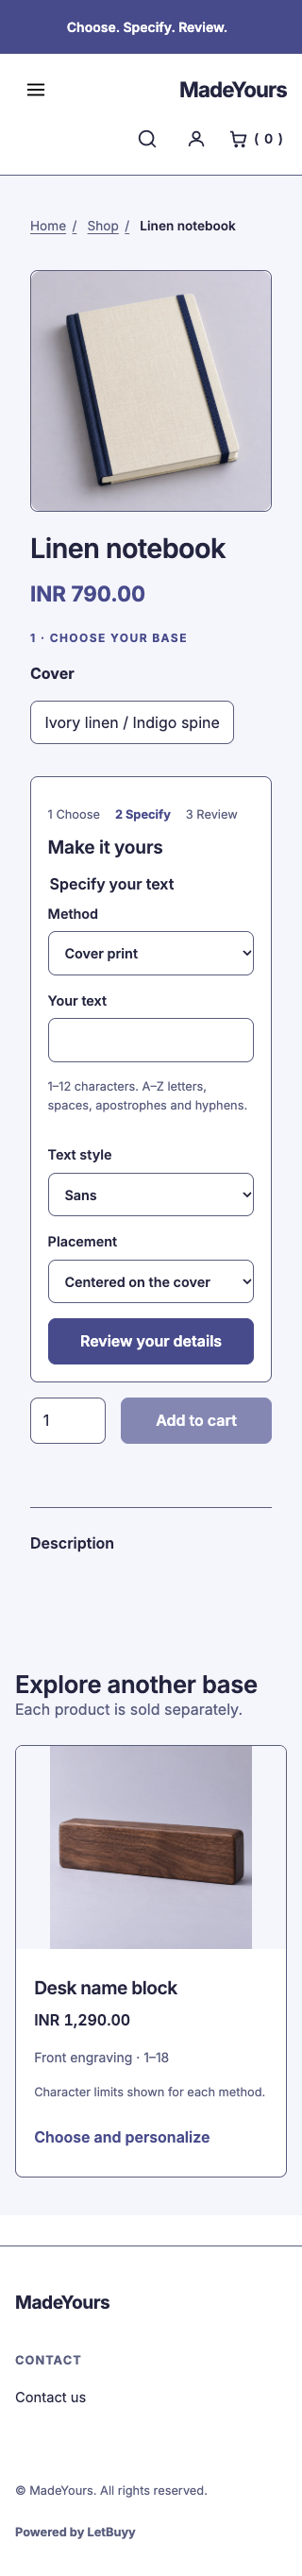 Choose. Specify. Review.
MadeYours
( 0 )
Home / Shop / Linen notebook
Linen notebook
INR 790.00
1 · CHOOSE YOUR BASE
Cover
Ivory linen / Indigo spine
1 Choose 2 Specify 3 Review
Make it yours
Specify your text
Method
Cover print
Your text
1–12 characters. A–Z letters,
spaces, apostrophes and hyphens.
Text style
Sans
Placement
Centered on the cover
Review your details
1 Add to cart
Description
Explore another base
Each product is sold separately.
Desk name block
INR 1,290.00
Front engraving · 1–18
Character limits shown for each method.
Choose and personalize
MadeYours
CONTACT
Contact us
© MadeYours. All rights reserved.
Powered by LetBuyy